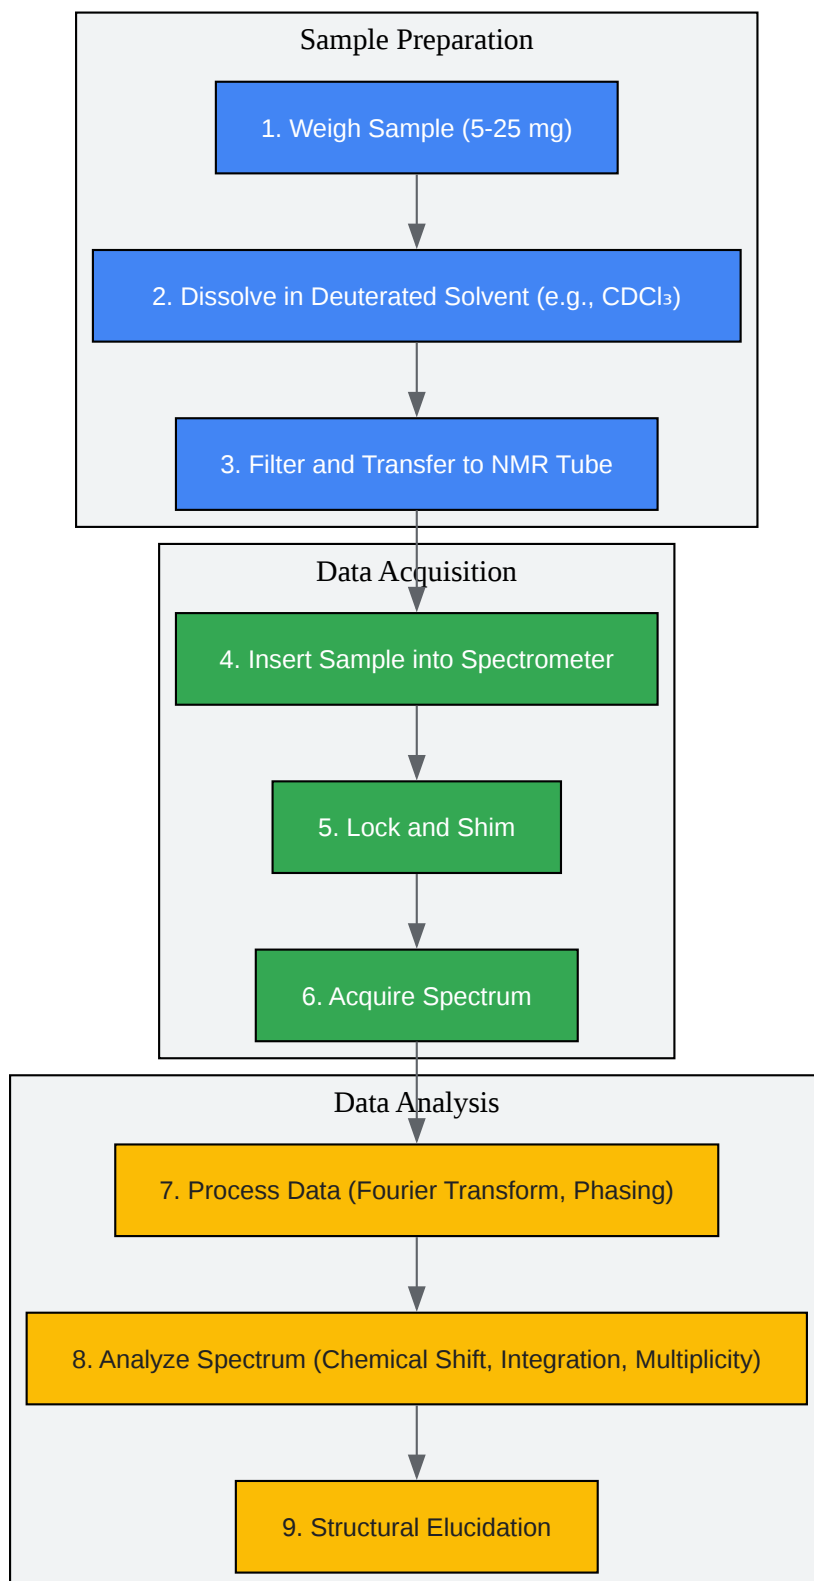 Sample Preparation
1. Weigh Sample (5-25 mg)
2. Dissolve in Deuterated Solvent (e.g., CDCl₃)
3. Filter and Transfer to NMR Tube
Data Acquisition
4. Insert Sample into Spectrometer
5. Lock and Shim
6. Acquire Spectrum
Data Analysis
7. Process Data (Fourier Transform, Phasing)
8. Analyze Spectrum (Chemical Shift, Integration, Multiplicity)
9. Structural Elucidation